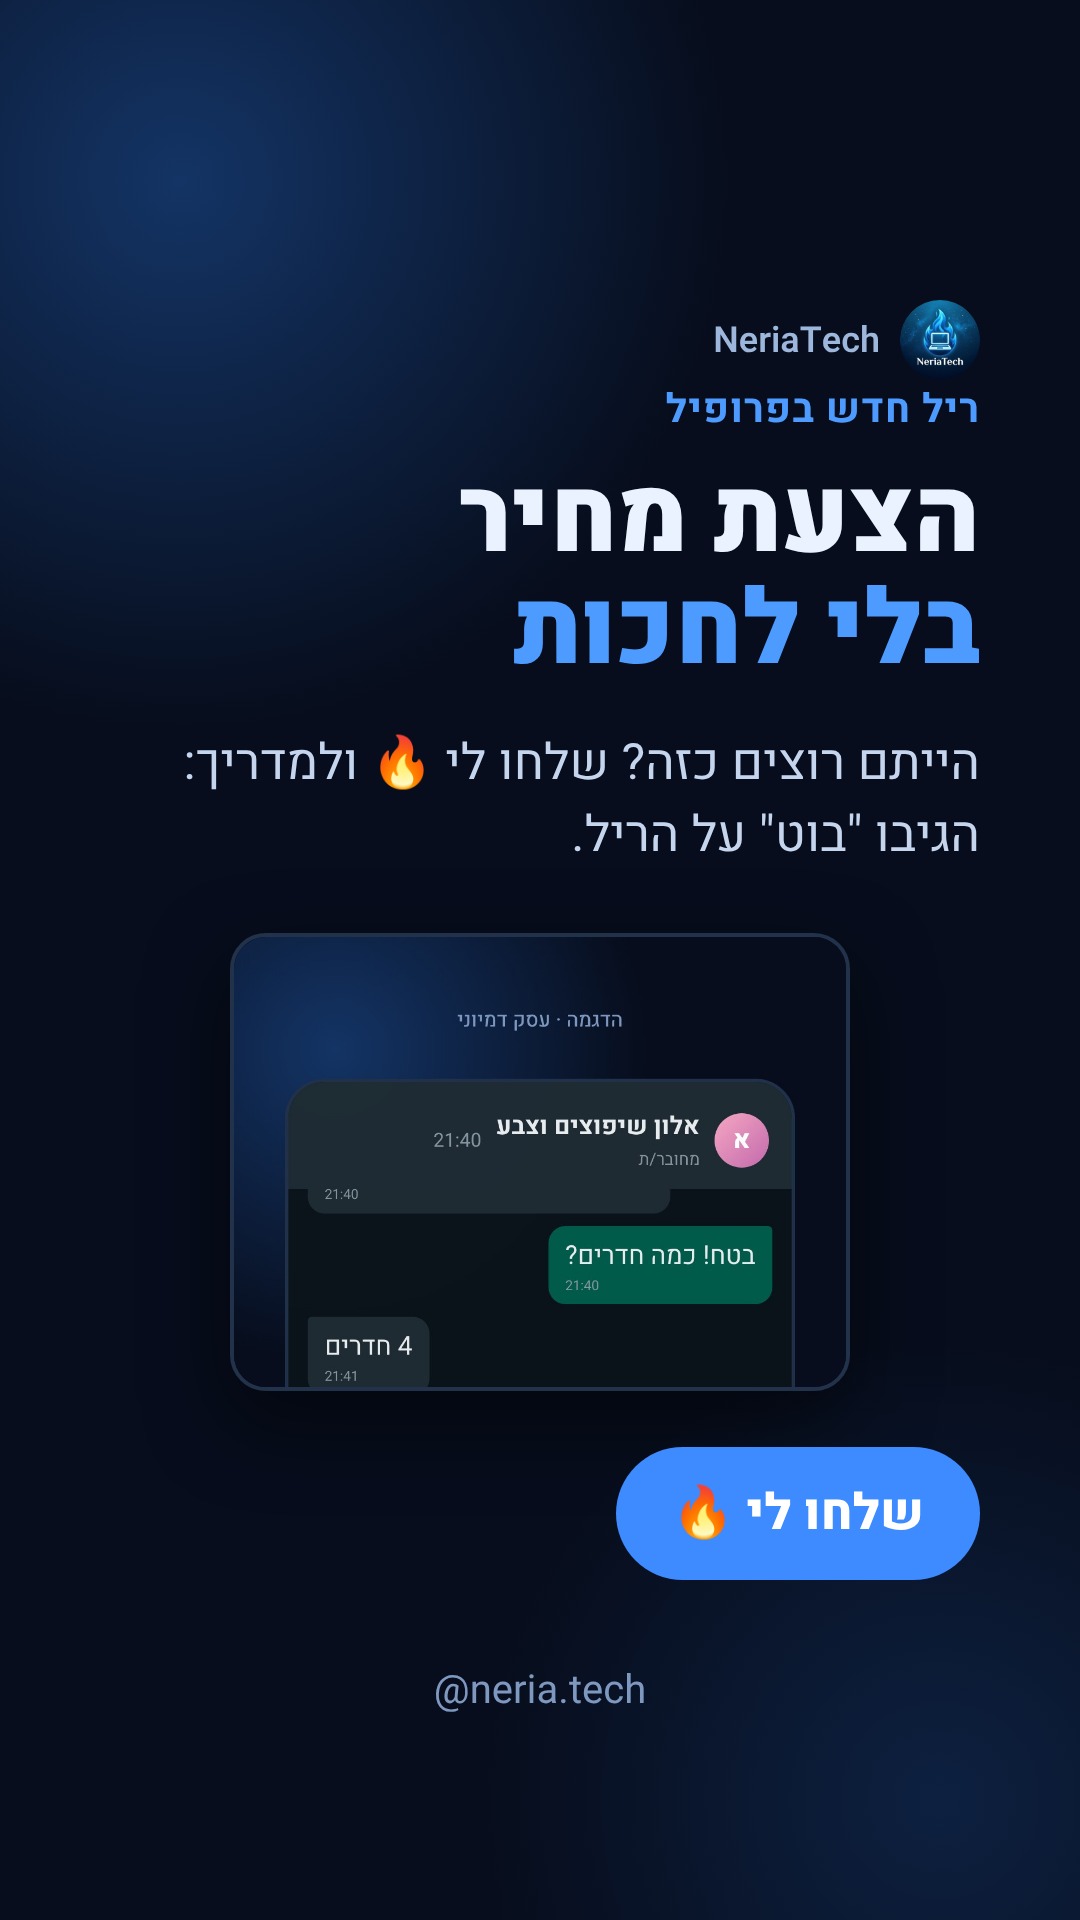 NeriaTech
NeriaTech
ריל חדש בפרופיל
הצעת מחיר
בלי לחכות
הייתם רוצים כזה? שלחו לי 🔥 ולמדריך:
הגיבו "בוט" על הריל.
הדגמה · עסק דמיוני
א
אלון שיפוצים וצבע
21:40
מחובר/ת
21:40
בטח! כמה חדרים?
21:40
4 חדרים
21:41
שלחו לי 🔥
@neria.tech